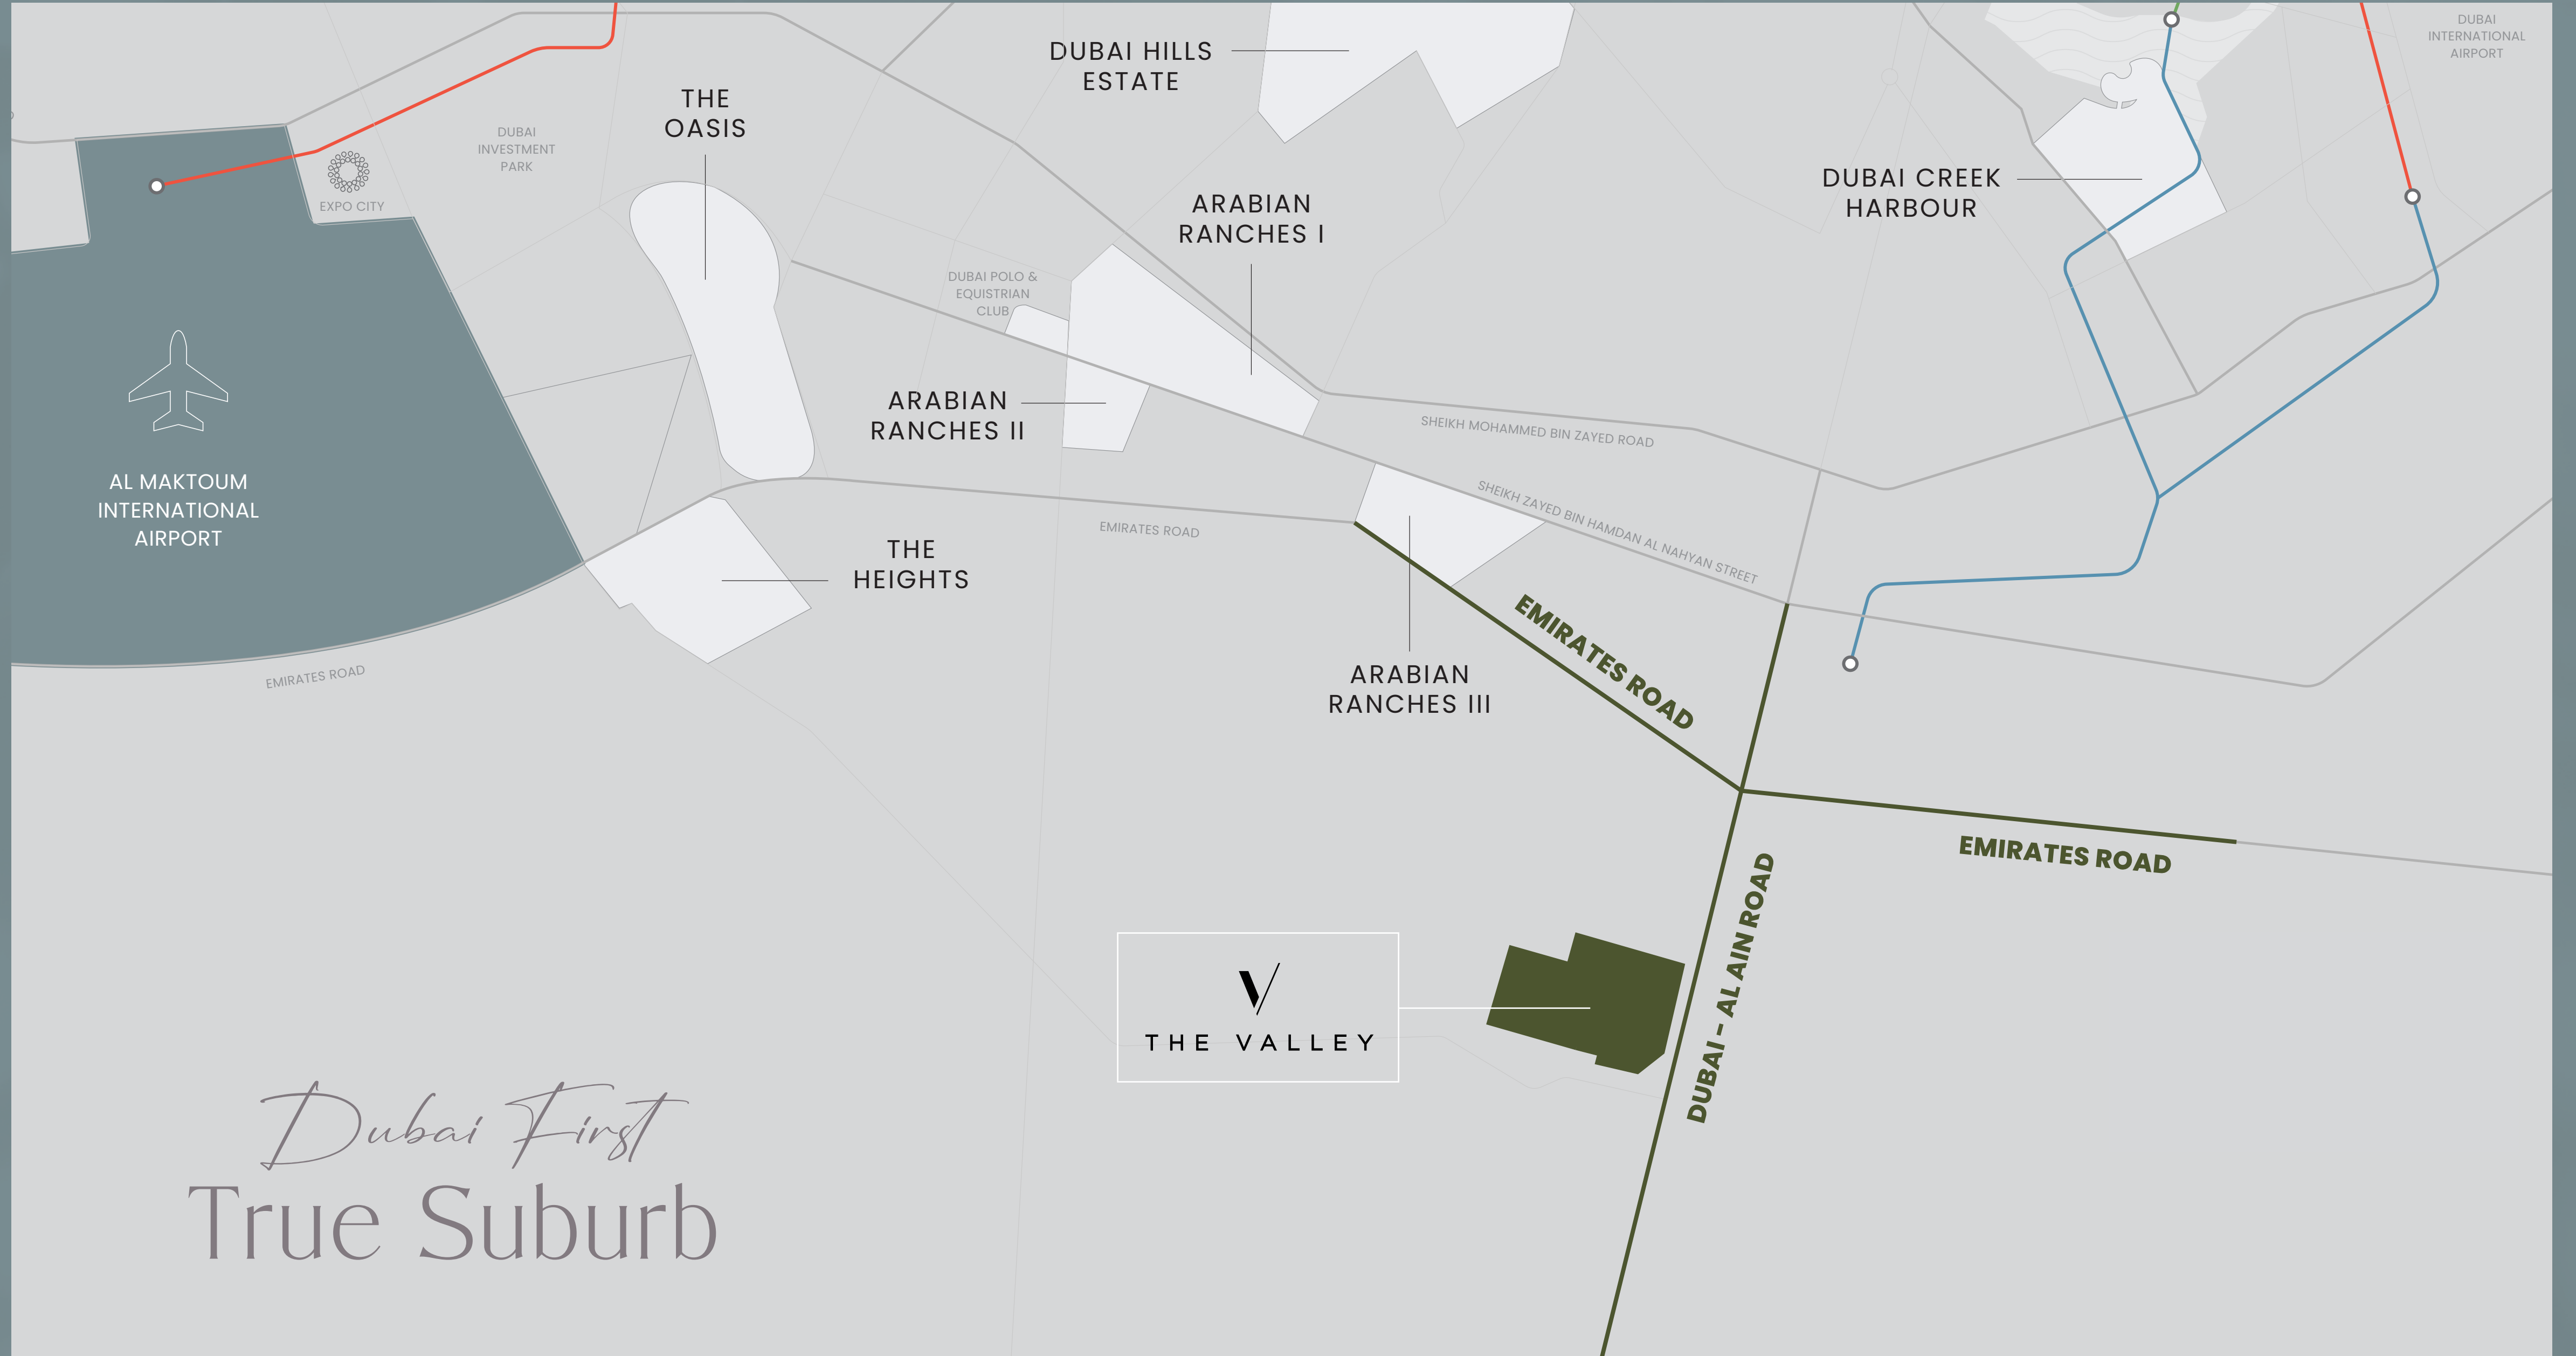 DUBAI
INTERNATIONAL
AIRPORT
DUBAI HILLS
ESTATE
THE
OASIS
DUBAI
INVESTMENT
PARK
EXPO CITY
DUBAI CREEK
HARBOUR
ARABIAN
RANCHES I
DUBAI POLO &
EQUISTRIAN
CLUB
ARABIAN
RANCHES II
SHEIKH MOHAMMED BIN ZAYED ROAD
AL MAKTOUM
INTERNATIONAL
AIRPORT
SHEIKH ZAYED BIN HAMDAN AL NAHYAN STREET
EMIRATES ROAD
THE
HEIGHTS
EMIRATES ROAD
ARABIAN
RANCHES III
EMIRATES ROAD
EMIRATES ROAD
DUBAI - AL AIN ROAD
THE VALLEY
Dubai First
True Suburb